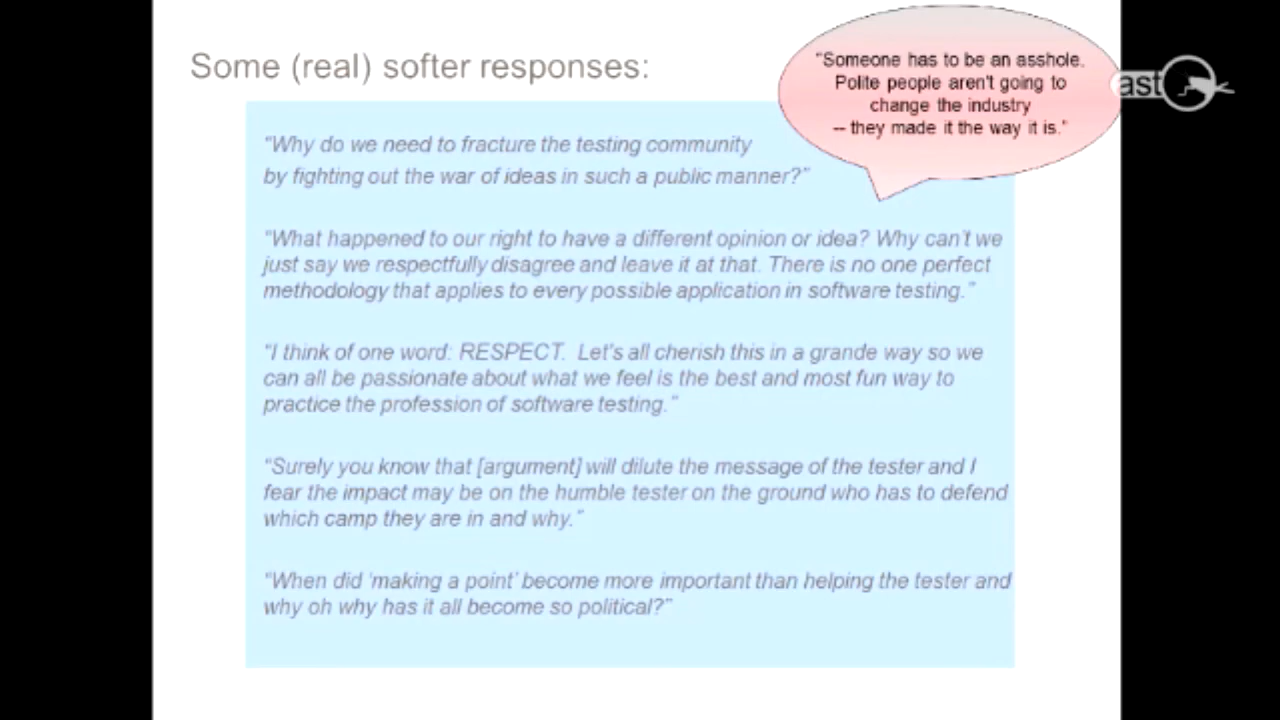 Some (real) softer responses:
"Someone has to be an asshole.
Polite people aren't going to
change the industry
-- they made it the way it is."
ast
"Why do we need to fracture the testing community
by fighting out the war of ideas in such a public manner?"
"What happened to our right to have a different opinion or idea? Why can't we
just say we respectfully disagree and leave it at that. There is no one perfect
methodology that applies to every possible application in software testing."
"I think of one word: RESPECT. Let's all cherish this in a grande way so we
can all be passionate about what we feel is the best and most fun way to
practice the profession of software testing."
"Surely you know that [argument] will dilute the message of the tester and I
fear the impact may be on the humble tester on the ground who has to defend
which camp they are in and why."
"When did 'making a point' become more important than helping the tester and
why oh why has it all become so political?"